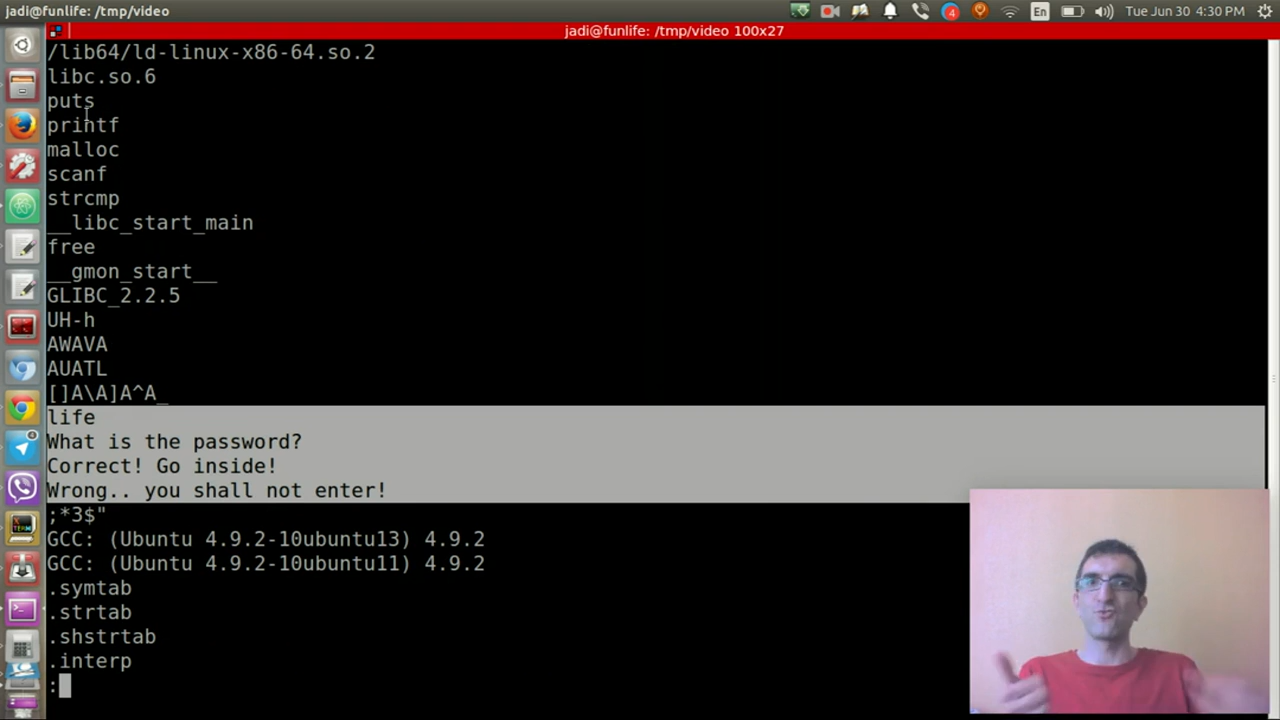 jadi@funlife: /tmp/video
4
En
Tue Jun 30 4:30 PM
jadi@funlife: /tmp/video 100x27
/lib64/ld-linux-x86-64.so.2
libc.so.6
puts
printf
malloc
scanf
strcmp
__libc_start_main
free
__gmon_start__
GLIBC_2.2.5
UH-h
AWAVA
AUATL
[]A\A]A^A_
life
What is the password?
Correct! Go inside!
Wrong.. you shall not enter!
;*3$"
GCC: (Ubuntu 4.9.2-10ubuntu13) 4.9.2
GCC: (Ubuntu 4.9.2-10ubuntu11) 4.9.2
.symtab
.strtab
.shstrtab
.interp
: